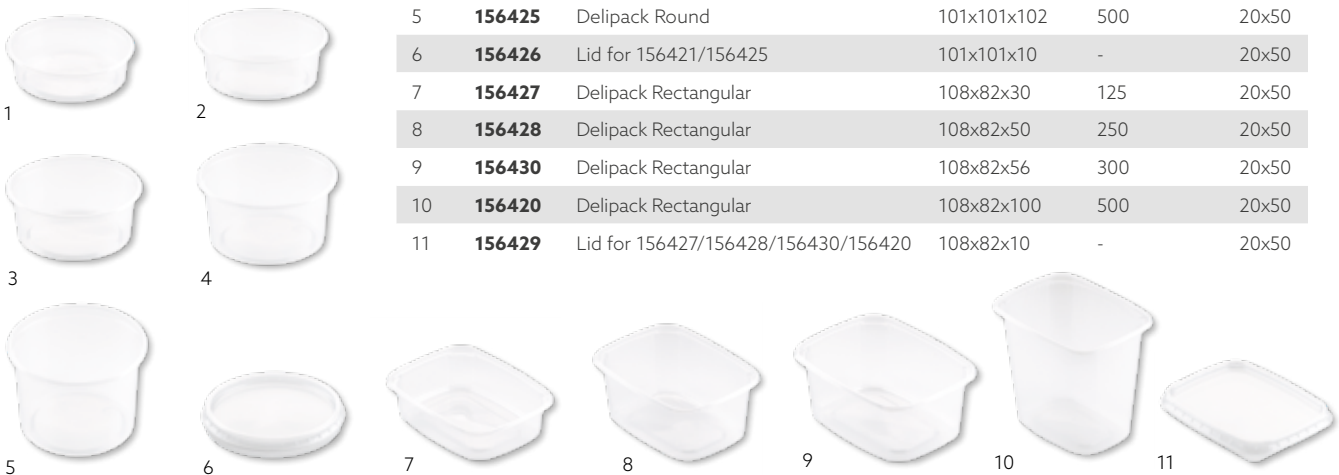 5 156425 Delipack Round 101x101x102 500 20x50
6 156426 Lid for 156421/156425 101x101x10 - 20x50
7 156427 Delipack Rectangular 108x82x30 125 20x50
8 156428 Delipack Rectangular 108x82x50 250 20x50
9 156430 Delipack Rectangular 108x82x56 300 20x50
10 156420 Delipack Rectangular 108x82x100 500 20x50
11 156429 Lid for 156427/156428/156430/156420 108x82x10 - 20x50
1 2
3 4
5 6 7 8 9 10 11